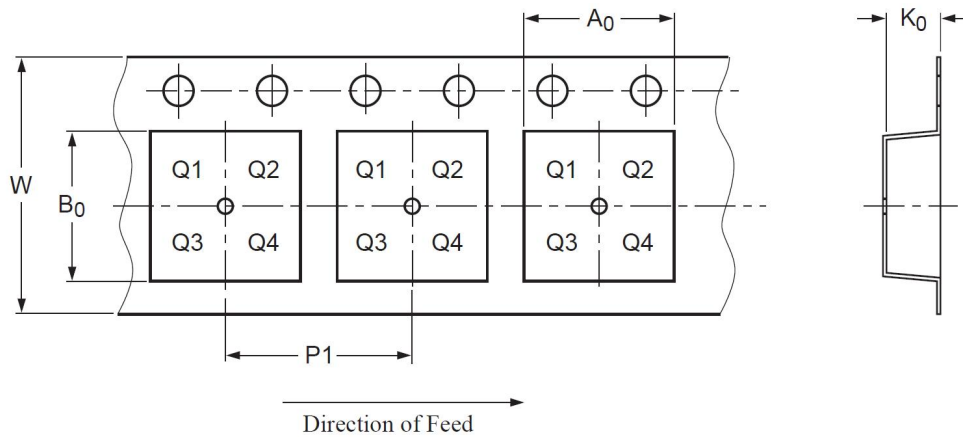 A0
K0
W
B0
Q1 Q2
Q3 Q4
Q1 Q2
Q3 Q4
Q1 Q2
Q3 Q4
P1
Direction of Feed